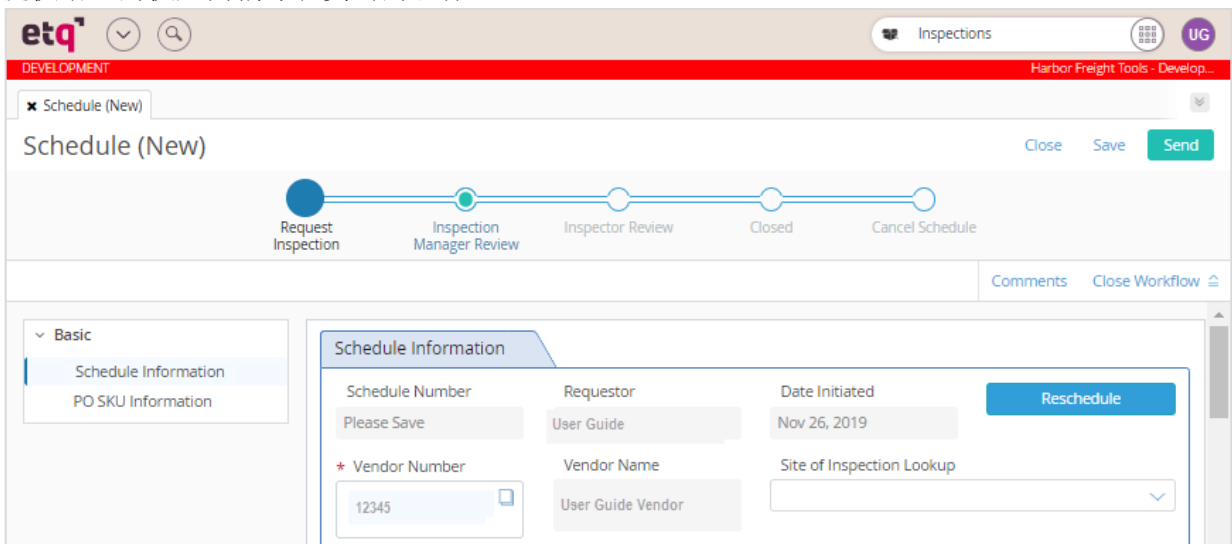 etq
Inspections
UG
DEVELOPMENT
Harbor Freight Tools - Develop...
Schedule (New)
Schedule (New)
Close Save Send
Request Inspection
Inspection Manager Review
Inspector Review
Closed
Cancel Schedule
Comments Close Workflow
Basic
Schedule Information
PO SKU Information
Schedule Information
Schedule Number Requestor Date Initiated
Reschedule
Please Save User Guide Nov 26, 2019
* Vendor Number Vendor Name Site of Inspection Lookup
12345 User Guide Vendor